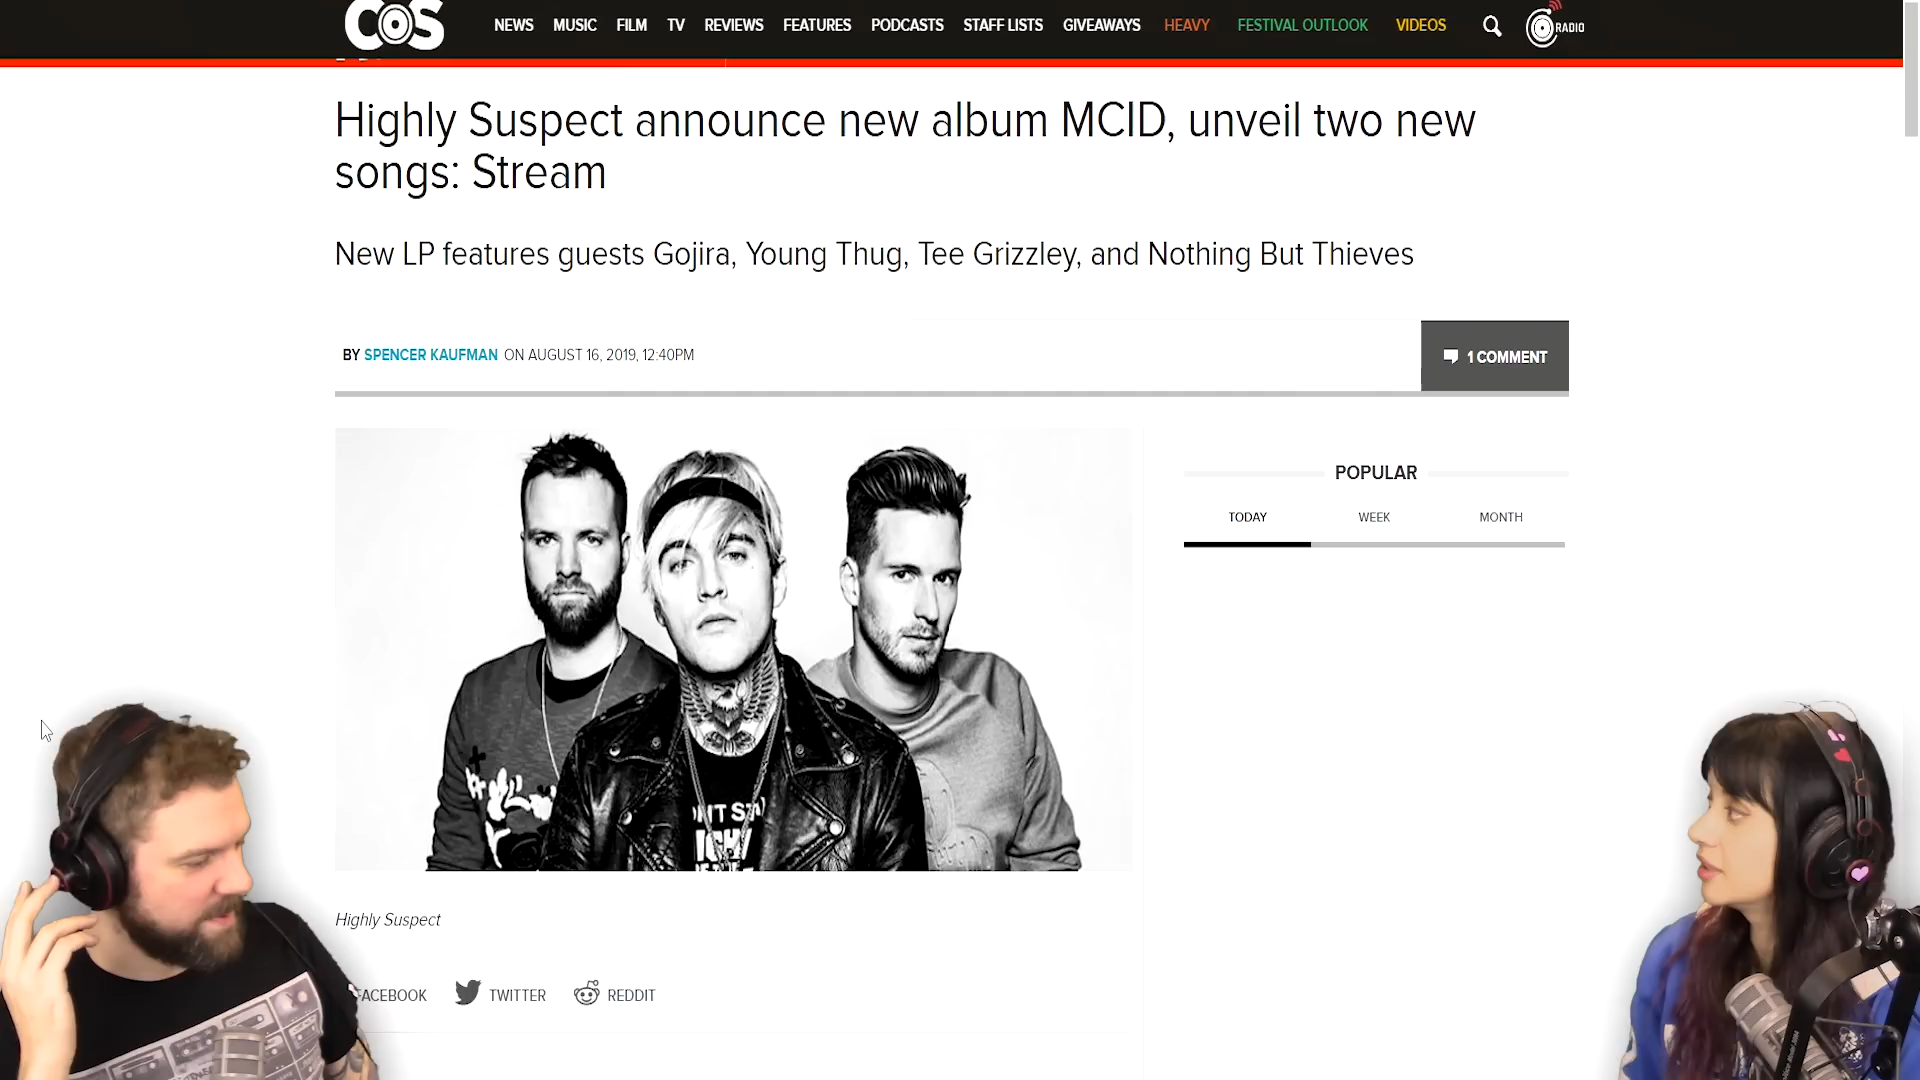 COS NEWS MUSIC FILM TV REVIEWS FEATURES PODCASTS STAFF LISTS GIVEAWAYS HEAVY FESTIVAL OUTLOOK VIDEOS RADIO
Highly Suspect announce new album MCID, unveil two new
songs: Stream
New LP features guests Gojira, Young Thug, Tee Grizzley, and Nothing But Thieves
BY SPENCER KAUFMAN ON AUGUST 16, 2019, 12:40PM
1 COMMENT
POPULAR
TODAY WEEK MONTH
Highly Suspect
FACEBOOK TWITTER REDDIT